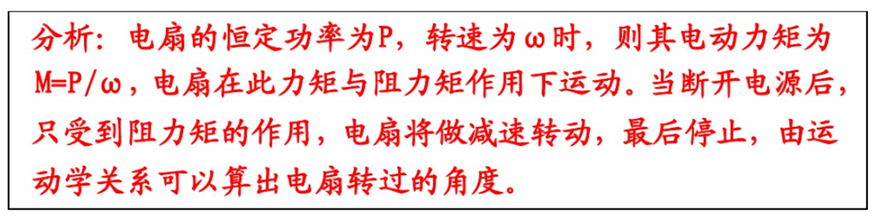 分析：电扇的恒定功率为P，转速为ω时，则其电动力矩为
M=P/ω，电扇在此力矩与阻力矩作用下运动。当断开电源后，
只受到阻力矩的作用，电扇将做减速转动，最后停止，由运
动学关系可以算出电扇转过的角度。